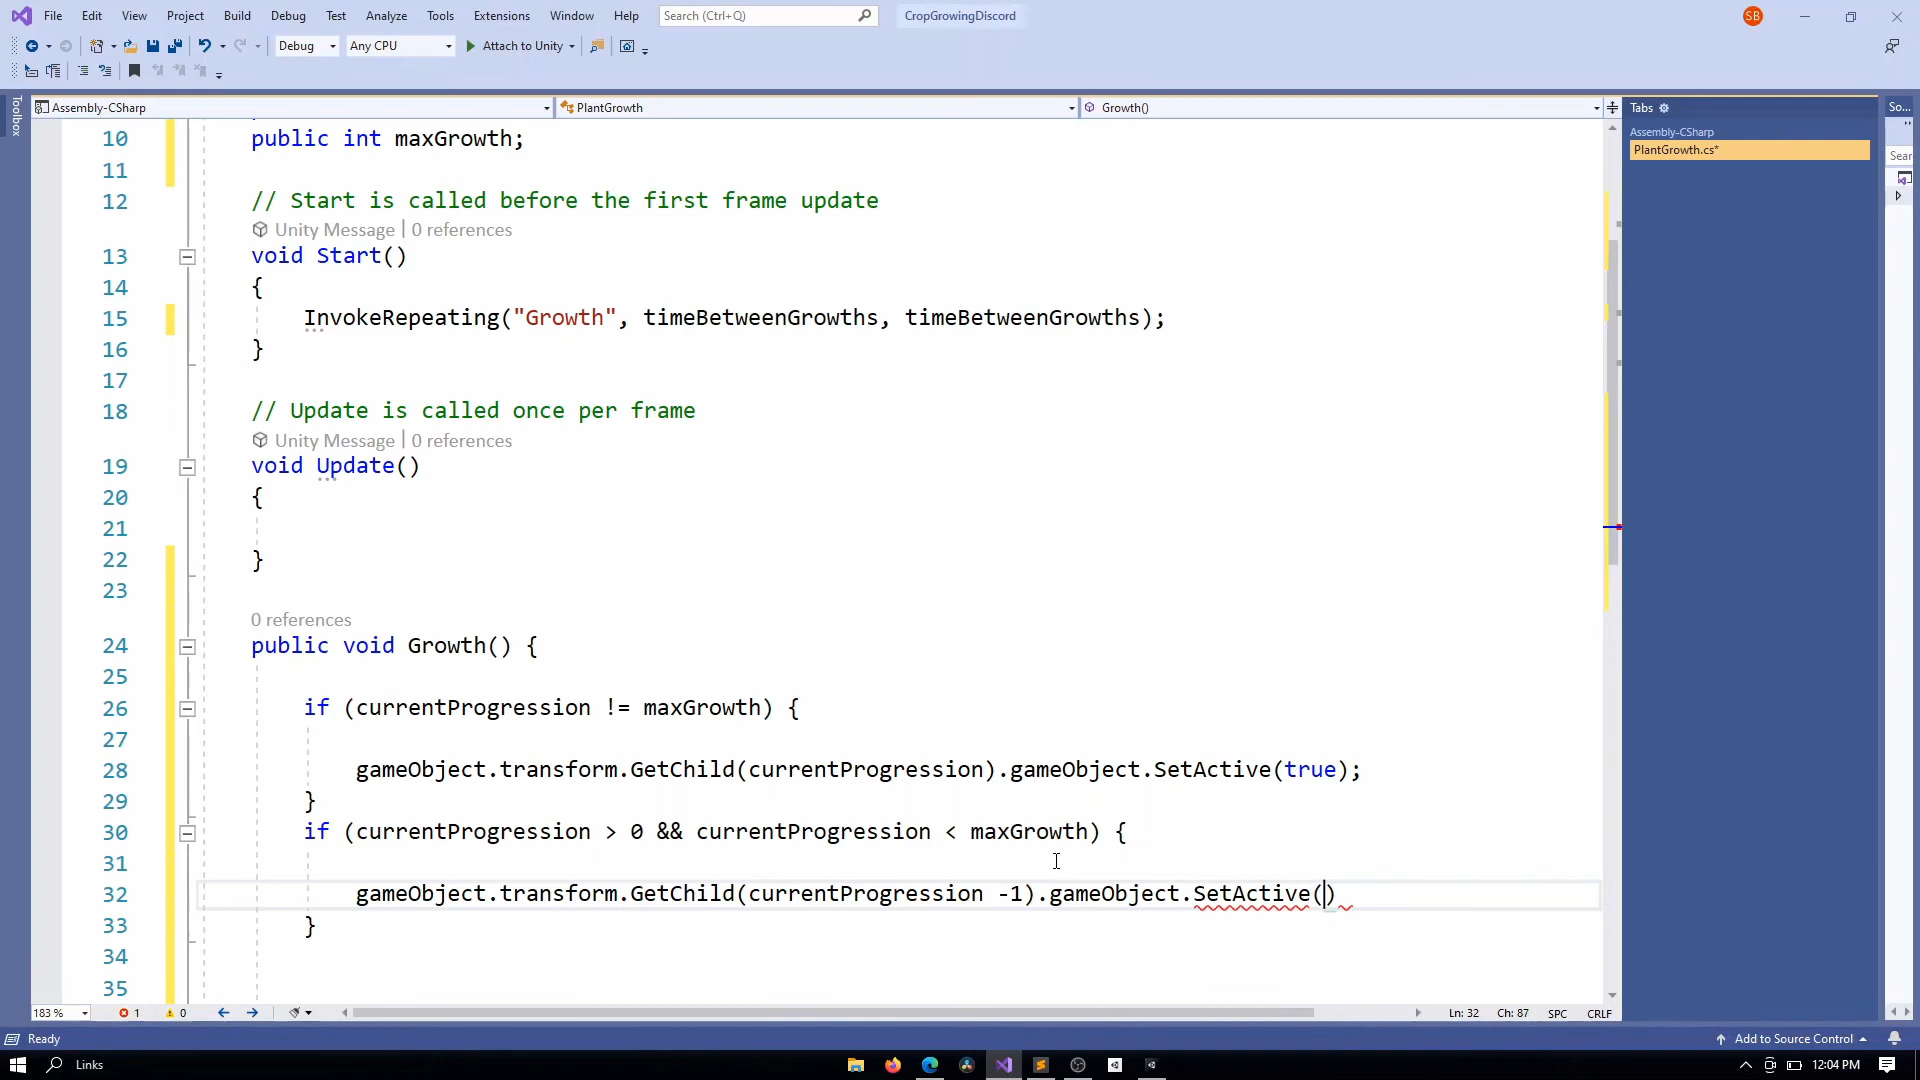 File Edit View Project Build Debug Test Analyze Tools Extensions Window Help Search (Ctrl+Q) CropGrowingDiscord SB
Debug Any CPU Attach to Unity
Toolbox
Assembly-CSharp PlantGrowth Growth() Tabs So...
Assembly-CSharp
PlantGrowth.cs*
Sear
10 public int maxGrowth;
11
12 // Start is called before the first frame update
Unity Message | 0 references
13 void Start()
14 {
15 InvokeRepeating("Growth", timeBetweenGrowths, timeBetweenGrowths);
16 }
17
18 // Update is called once per frame
Unity Message | 0 references
19 void Update()
20 {
21
22 }
23
0 references
24 public void Growth() {
25
26 if (currentProgression != maxGrowth) {
27
28 gameObject.transform.GetChild(currentProgression).gameObject.SetActive(true);
29 }
30 if (currentProgression > 0 && currentProgression < maxGrowth) {
31
32 gameObject.transform.GetChild(currentProgression -1).gameObject.SetActive()
33 }
34
35
183 % 1 0 Ln: 32 Ch: 87 SPC CRLF
Ready Add to Source Control
Links 12:04 PM